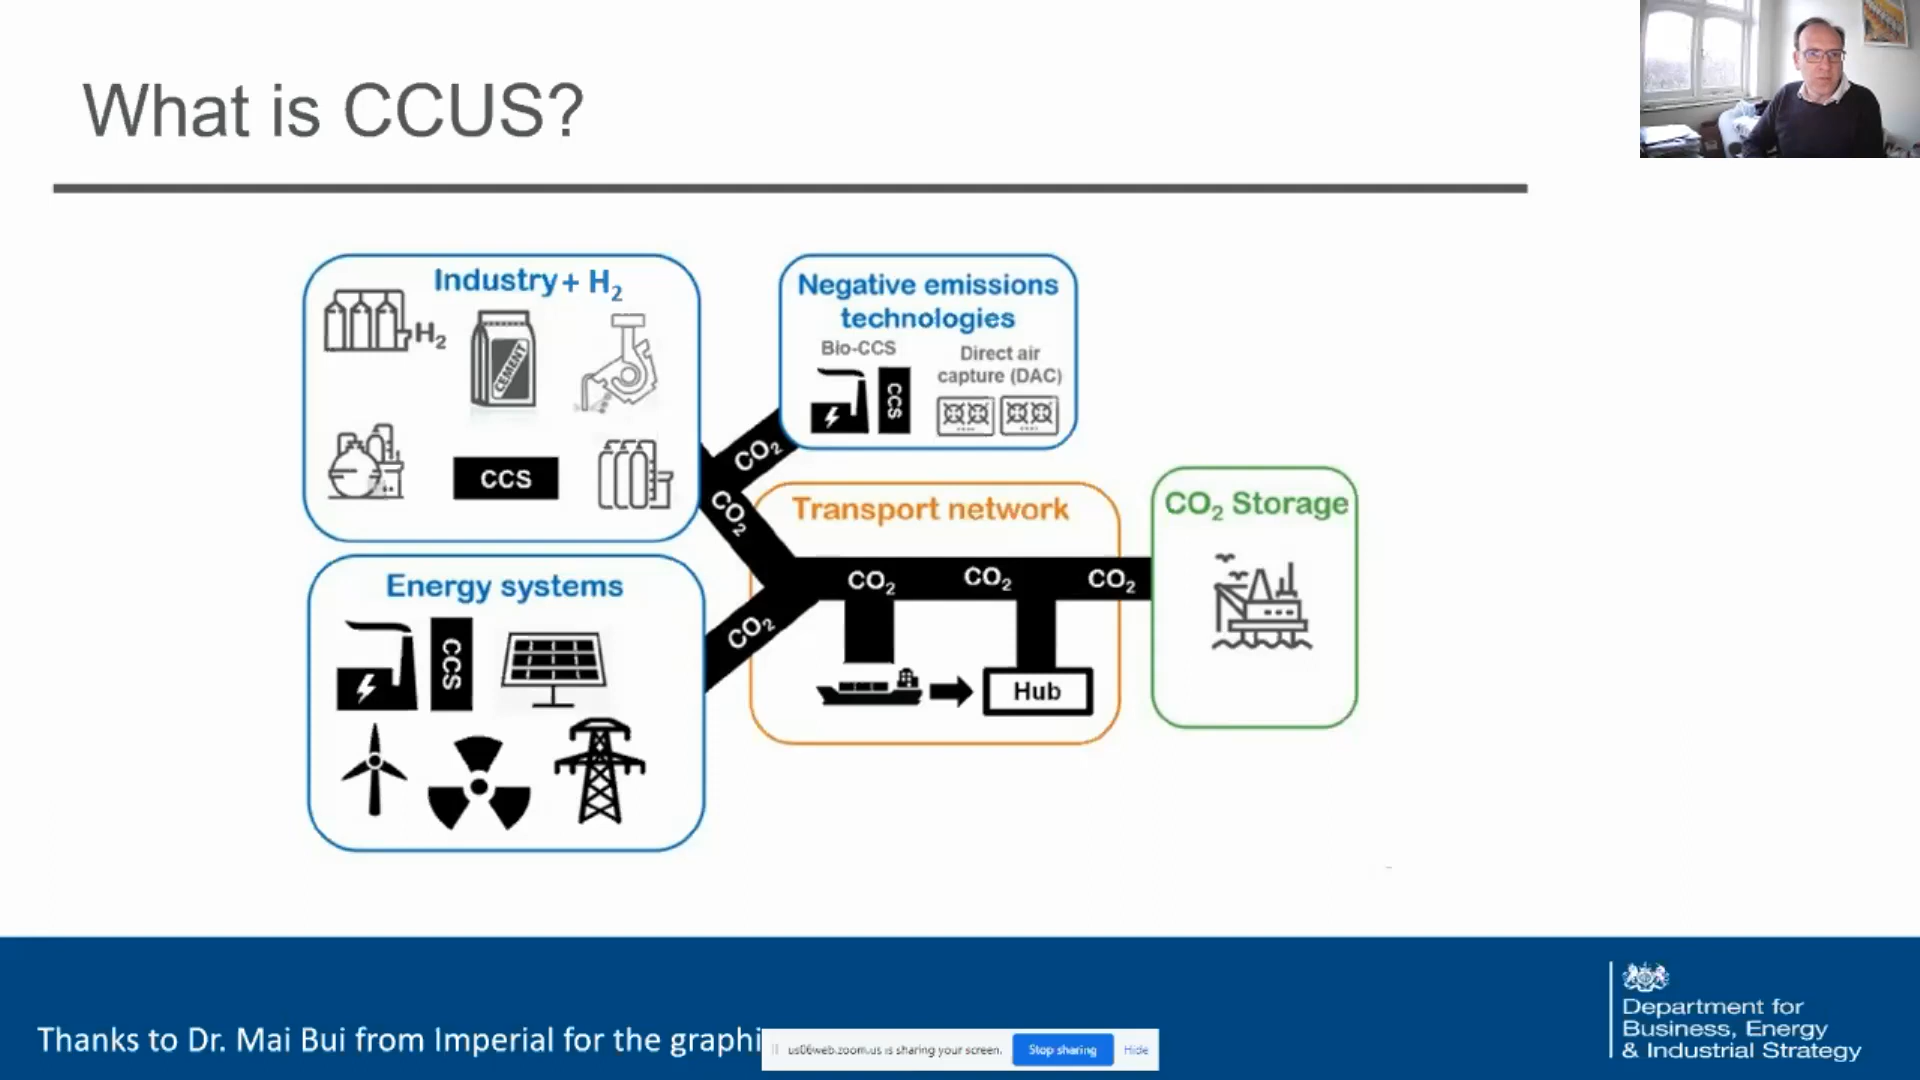 What is CCUS?
Industry + H2
H2
CEMENT
CCS
Negative emissions
technologies
Bio-CCS
Direct air
capture (DAC)
CCS
CO2
CO2
Transport network
CO2
CO2
CO2
CO2
Hub
CO2 Storage
Energy systems
CCS
Thanks to Dr. Mai Bui from Imperial for the graphi
us06web.zoom.us is sharing your screen.
Stop sharing
Hide
Department for
Business, Energy
& Industrial Strategy